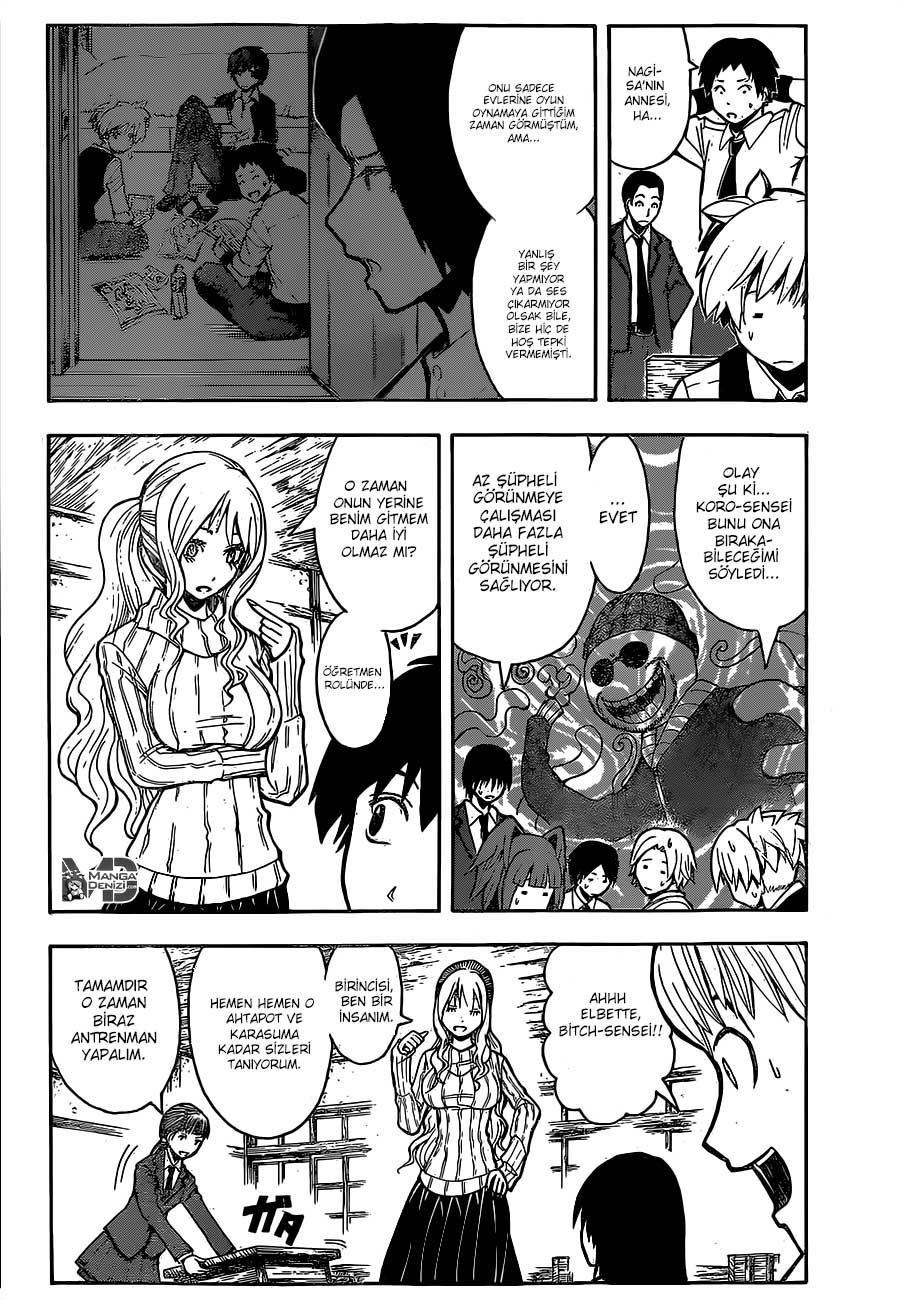 NAGİ-
SA'NIN
ANNESİ,
HA...
ONU SADECE
EVLERİNE OYUN
OYNAMAYA GİTTİĞİM
ZAMAN GÖRMÜŞTÜM,
AMA...
YANLIŞ
BİR ŞEY
YAPMIYOR
YA DA SES
ÇIKARMIYOR
OLSAK BİLE,
BİZE HİÇ DE
HOŞ TEPKİ
VERMEMİŞTİ.
OLAY
ŞU Kİ...
KORO-SENSEI
BUNU ONA
BIRAKA-
BİLECEĞİMİ
SÖYLEDİ...
...
EVET
AZ ŞÜPHELİ
GÖRÜNMEYE
ÇALIŞMASI
DAHA FAZLA
ŞÜPHELİ
GÖRÜNMESİNİ
SAĞLIYOR.
O ZAMAN
ONUN YERİNE
BENİM GİTMEM
DAHA İYİ
OLMAZ MI?
ÖĞRETMEN
ROLÜNDE...
MANGA
DENİZİ
.com
AHHH
ELBETTE,
BITCH-SENSEI!!
BİRİNCİSİ,
BEN BİR
İNSANIM.
HEMEN HEMEN O
AHTAPOT VE
KARASUMA
KADAR SİZLERİ
TANIYORUM.
TAMAMDIR
O ZAMAN
BİRAZ
ANTRENMAN
YAPALIM.
ガタ